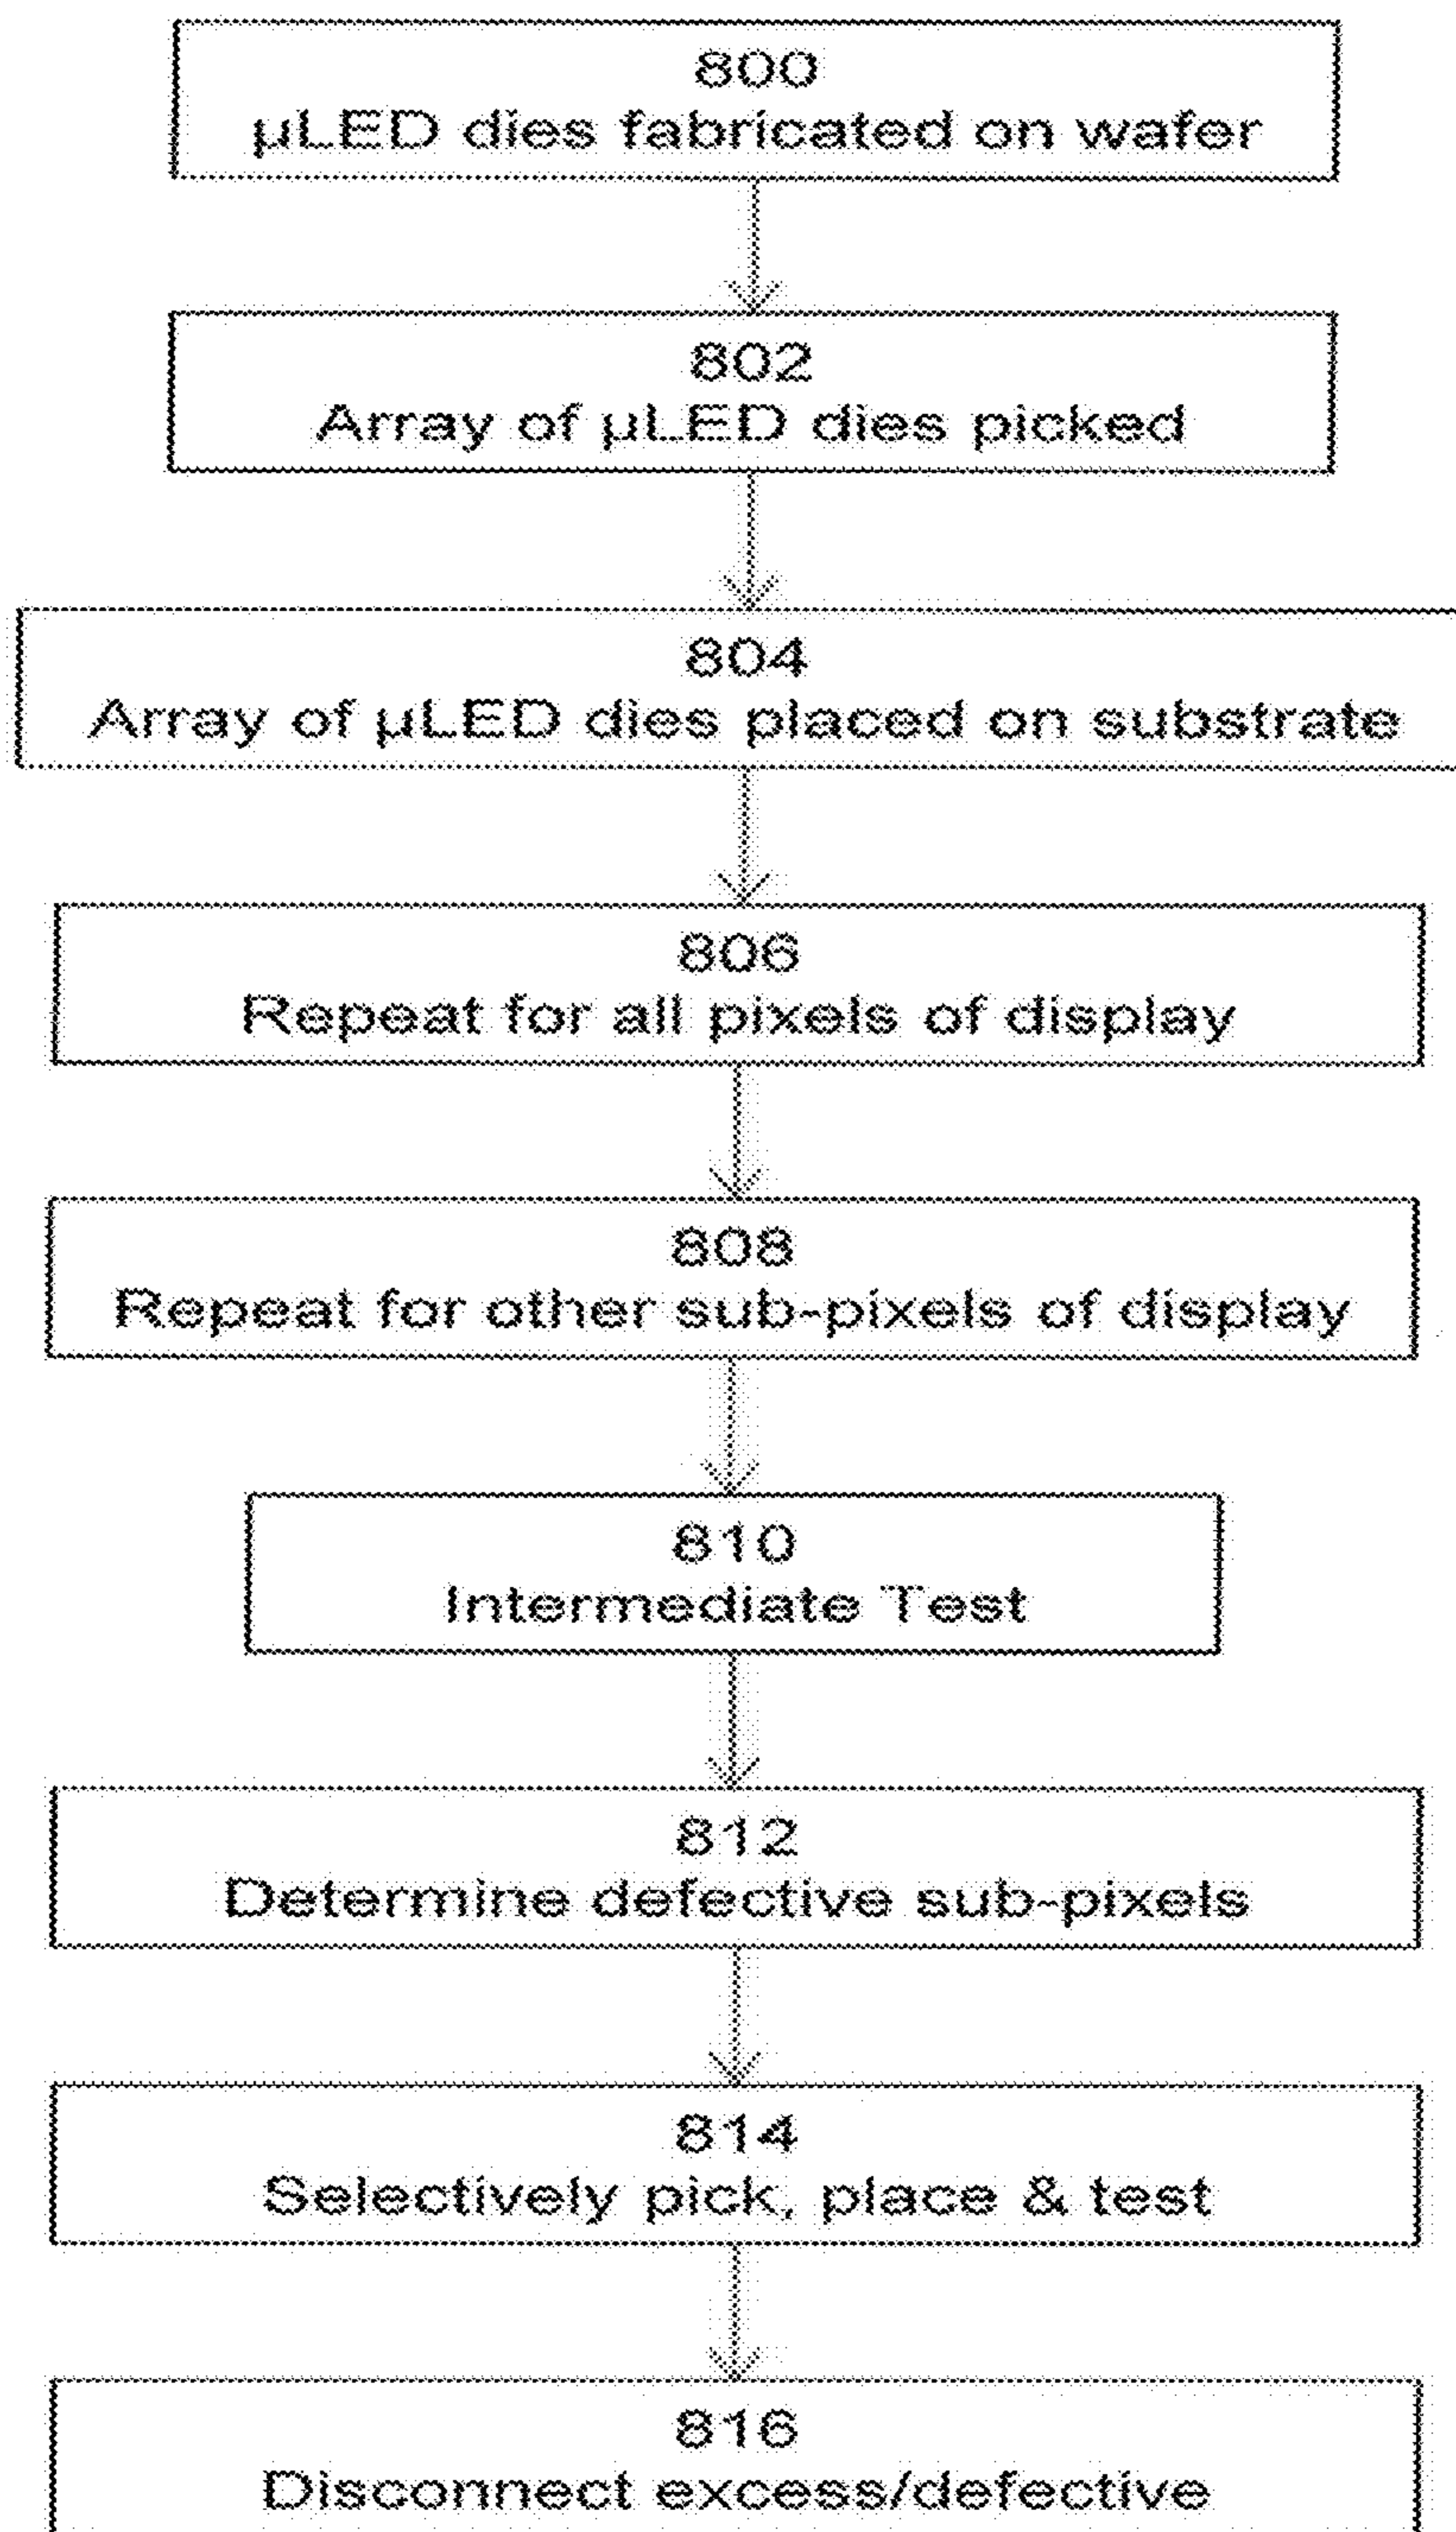 800
µLED dies fabricated on wafer
802
Array of µLED dies picked
804
Array of µLED dies placed on substrate
806
Repeat for all pixels of display
808
Repeat for other sub-pixels of display
810
Intermediate Test
812
Determine defective sub-pixels
814
Selectively pick, place & test
816
Disconnect excess/defective